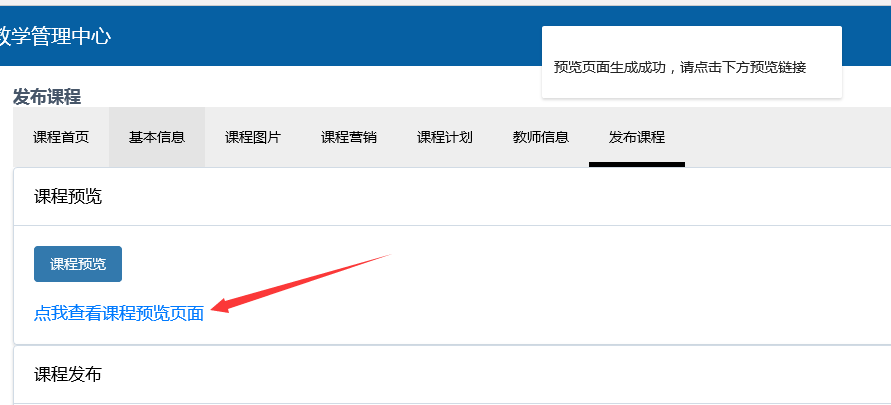 教学管理中心
预览页面生成成功，请点击下方预览链接
发布课程
课程首页 基本信息 课程图片 课程营销 课程计划 教师信息 发布课程
课程预览
课程预览
点我查看课程预览页面
课程发布